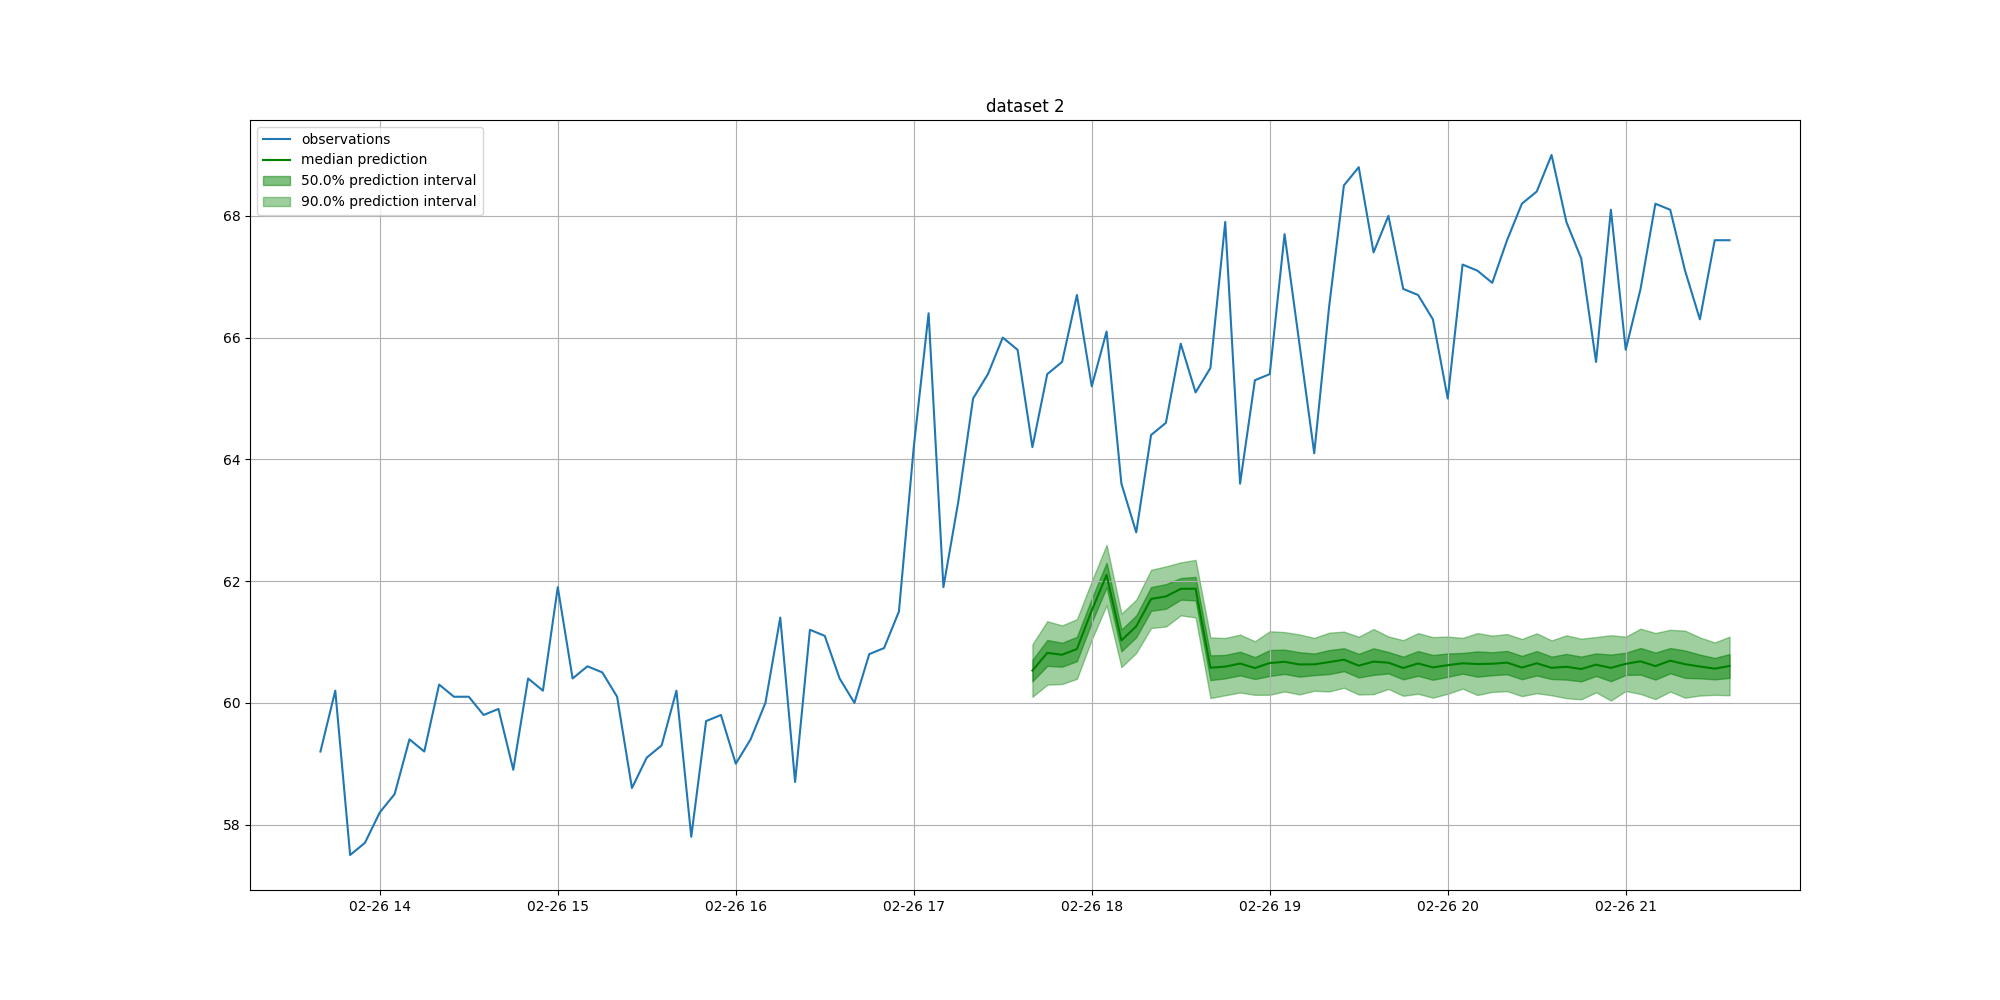 dataset 2
observations
median prediction
50.0% prediction interval
90.0% prediction interval
68
66
64
62
60
58
02-26 14
02-26 15
02-26 16
02-26 17
02-26 18
02-26 19
02-26 20
02-26 21